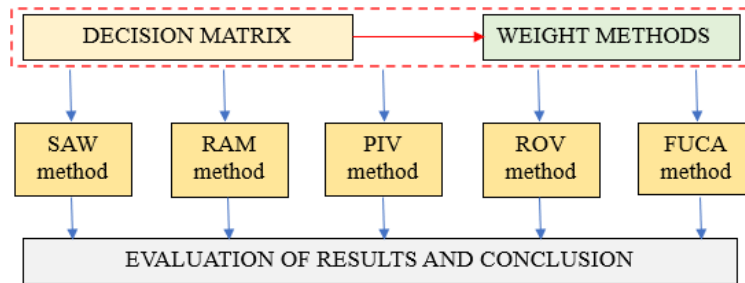 DECISION MATRIX
WEIGHT METHODS
SAW
method
RAM
method
PIV
method
ROV
method
FUCA
method
EVALUATION OF RESULTS AND CONCLUSION